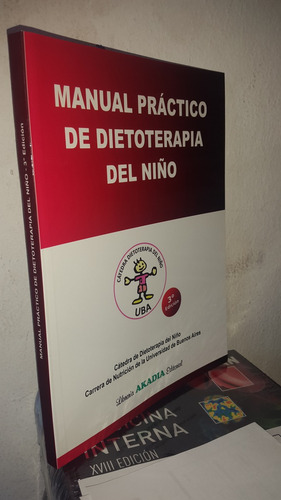 MANUAL PRÁCTICO
DE DIETOTERAPIA
DEL NIÑO
CÁTEDRA DIETOTERAPIA DEL NIÑO
UBA
3ª
Edición
Cátedra de Dietoterapia del Niño
Carrera de Nutrición de la Universidad de Buenos Aires
Librería AKADIA Editorial
MANUAL PRÁCTICO DE DIETOTERAPIA DEL NIÑO - 3ª Edición
INTERNA
XVIII EDICIÓN